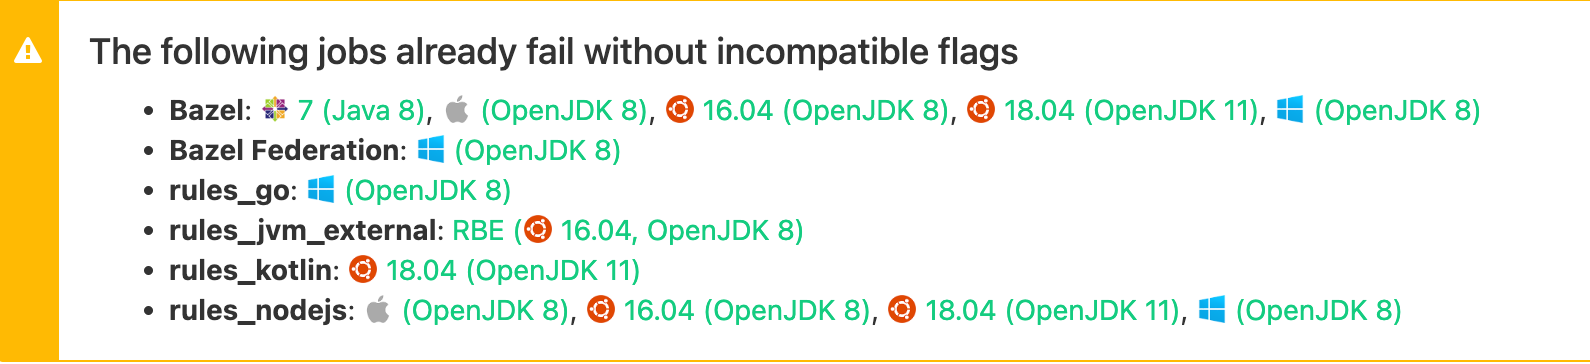 The following jobs already fail without incompatible flags
• Bazel: 7 (Java 8), (OpenJDK 8), 16.04 (OpenJDK 8), 18.04 (OpenJDK 11), (OpenJDK 8)
• Bazel Federation: (OpenJDK 8)
• rules_go: (OpenJDK 8)
• rules_jvm_external: RBE (16.04, OpenJDK 8)
• rules_kotlin: 18.04 (OpenJDK 11)
• rules_nodejs: (OpenJDK 8), 16.04 (OpenJDK 8), 18.04 (OpenJDK 11), (OpenJDK 8)